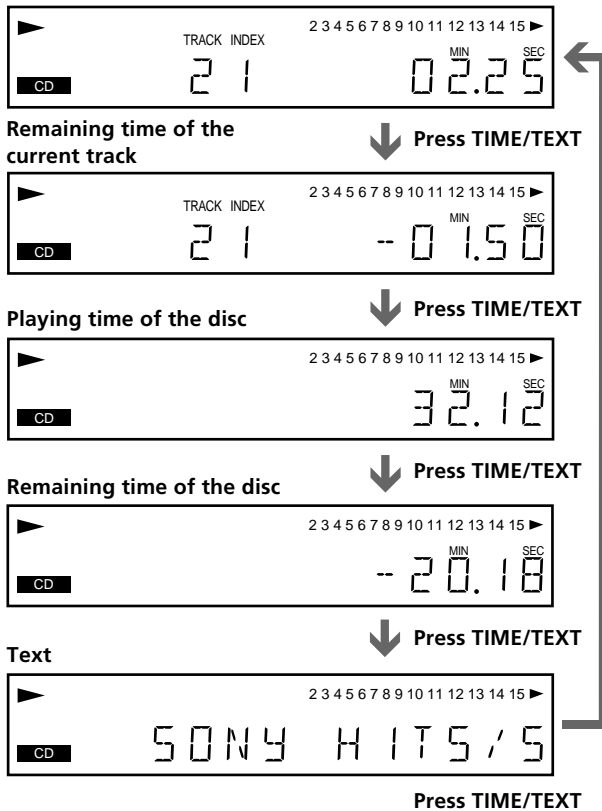 2 3 4 5 6 7 8 9 10 11 12 13 14 15
TRACK INDEX MIN SEC
CD 2 1 02.25
Remaining time of the current track
Press TIME/TEXT
2 3 4 5 6 7 8 9 10 11 12 13 14 15
TRACK INDEX MIN SEC
CD 2 1 -01.50
Playing time of the disc
Press TIME/TEXT
2 3 4 5 6 7 8 9 10 11 12 13 14 15
MIN SEC
CD 32.12
Remaining time of the disc
Press TIME/TEXT
2 3 4 5 6 7 8 9 10 11 12 13 14 15
MIN SEC
CD -20.18
Text
Press TIME/TEXT
2 3 4 5 6 7 8 9 10 11 12 13 14 15
CD SONY HITS/S
Press TIME/TEXT